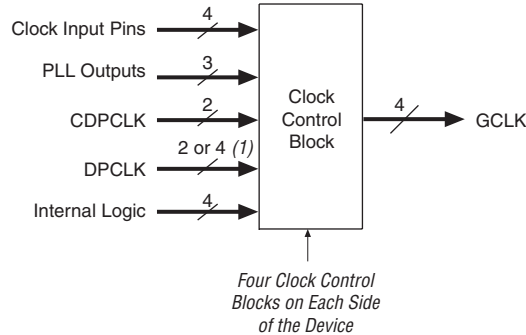 Clock Input Pins
4
PLL Outputs
3
CDPCLK
2
DPCLK
2 or 4 (1)
Internal Logic
4
Clock
Control
Block
4
GCLK
Four Clock Control
Blocks on Each Side
of the Device